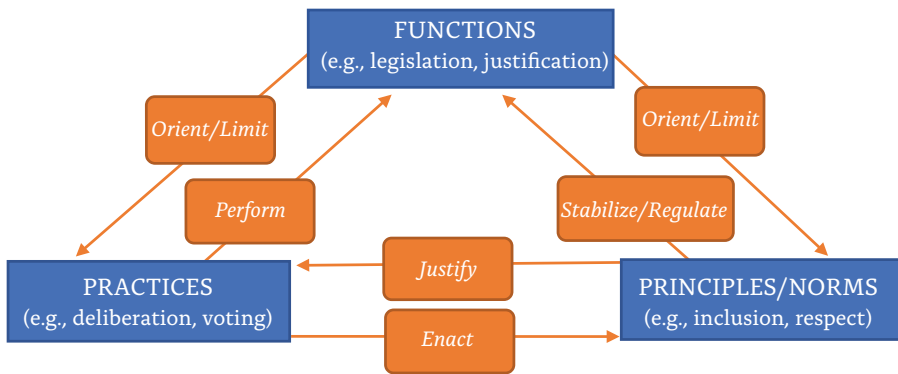 FUNCTIONS
(e.g., legislation, justification)
Orient/Limit
Orient/Limit
Perform
Stabilize/Regulate
Justify
PRACTICES
(e.g., deliberation, voting)
PRINCIPLES/NORMS
(e.g., inclusion, respect)
Enact